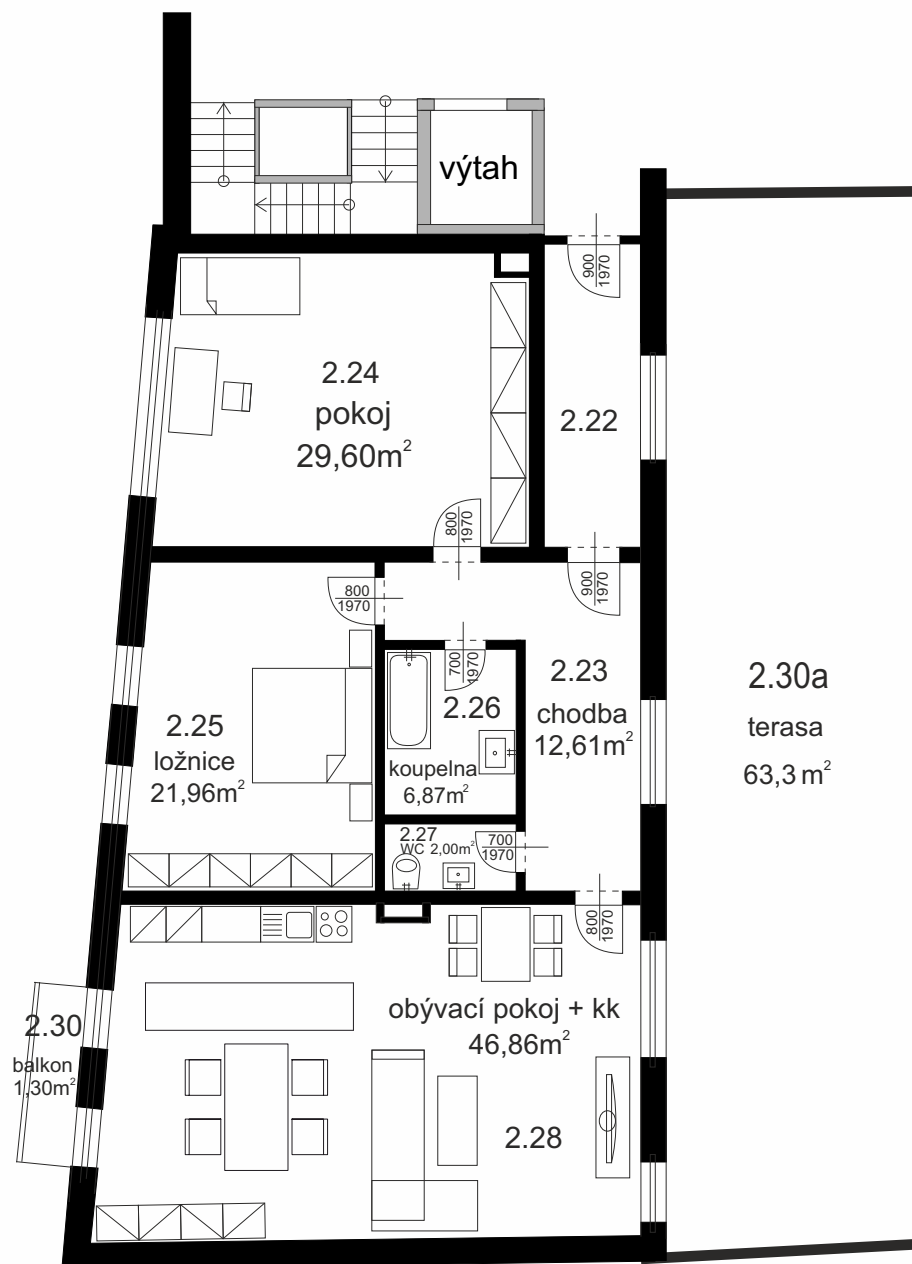 výtah
900
1970
2.24
pokoj
29,60m²
2.22
800
1970
900
1970
800
1970
700
1970
2.23
chodba
12,61m²
2.26
koupelna
6,87m²
2.25
ložnice
21,96m²
2.30a
terasa
63,3 m²
2.27
WC 2,00m²
700
1970
800
1970
obývací pokoj + kk
46,86m²
2.28
2.30
balkon
1,30m²